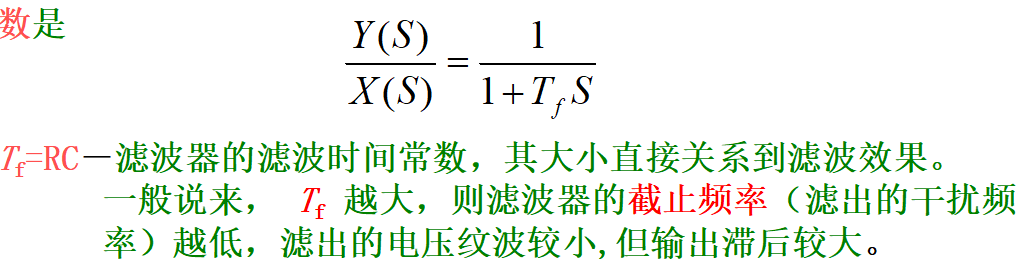 数是
Y(S)/X(S) = 1/(1+T_f S)
T_f=RC－滤波器的滤波时间常数，其大小直接关系到滤波效果。
一般说来， T_f 越大，则滤波器的截止频率（滤出的干扰频
率）越低，滤出的电压纹波较小,但输出滞后较大。